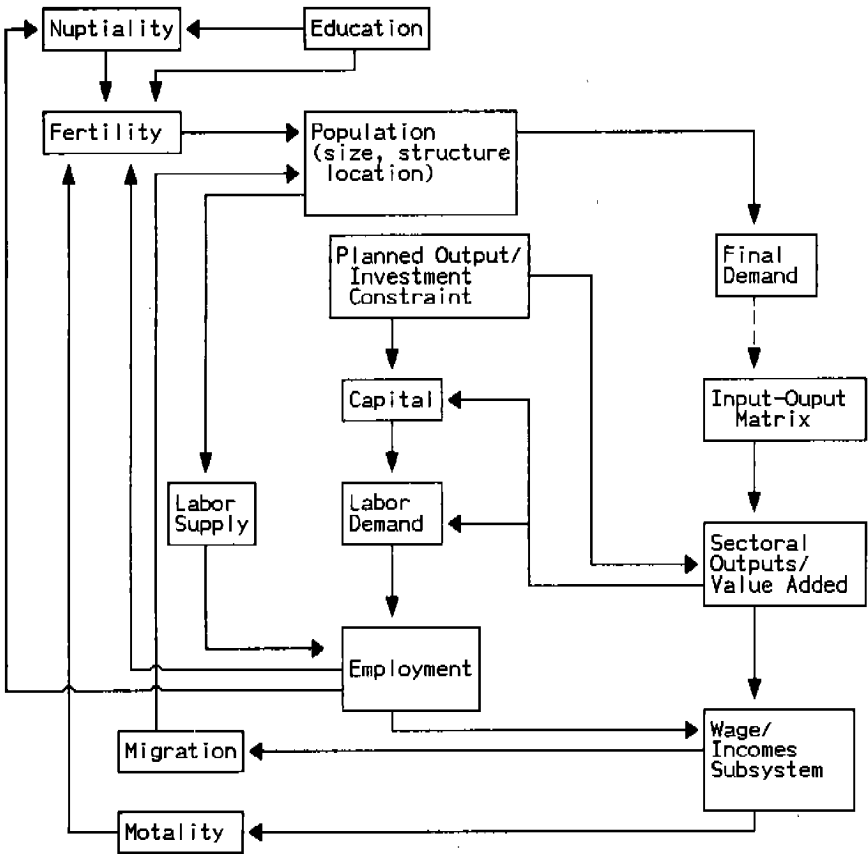 Nuptiality
Education
Fertility
Population
(size, structure
location)
Planned Output/
Investment
Constraint
Final
Demand
Capital
Input-Ouput
Matrix
Labor
Supply
Labor
Demand
Sectoral
Outputs/
Value Added
Employment
Migration
Wage/
Incomes
Subsystem
Motality